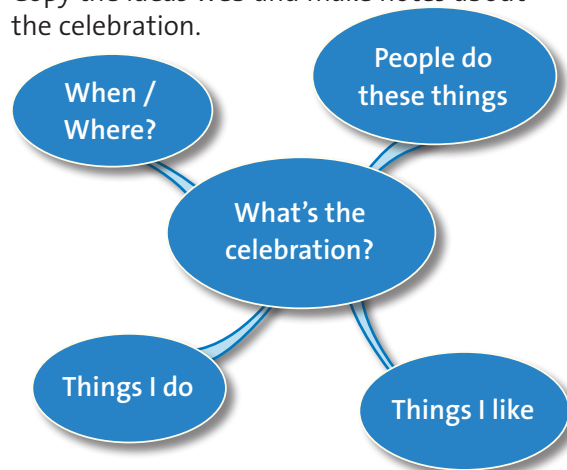 the celebration.
When /
Where?
People do
these things
What's the
celebration?
Things I do
Things I like